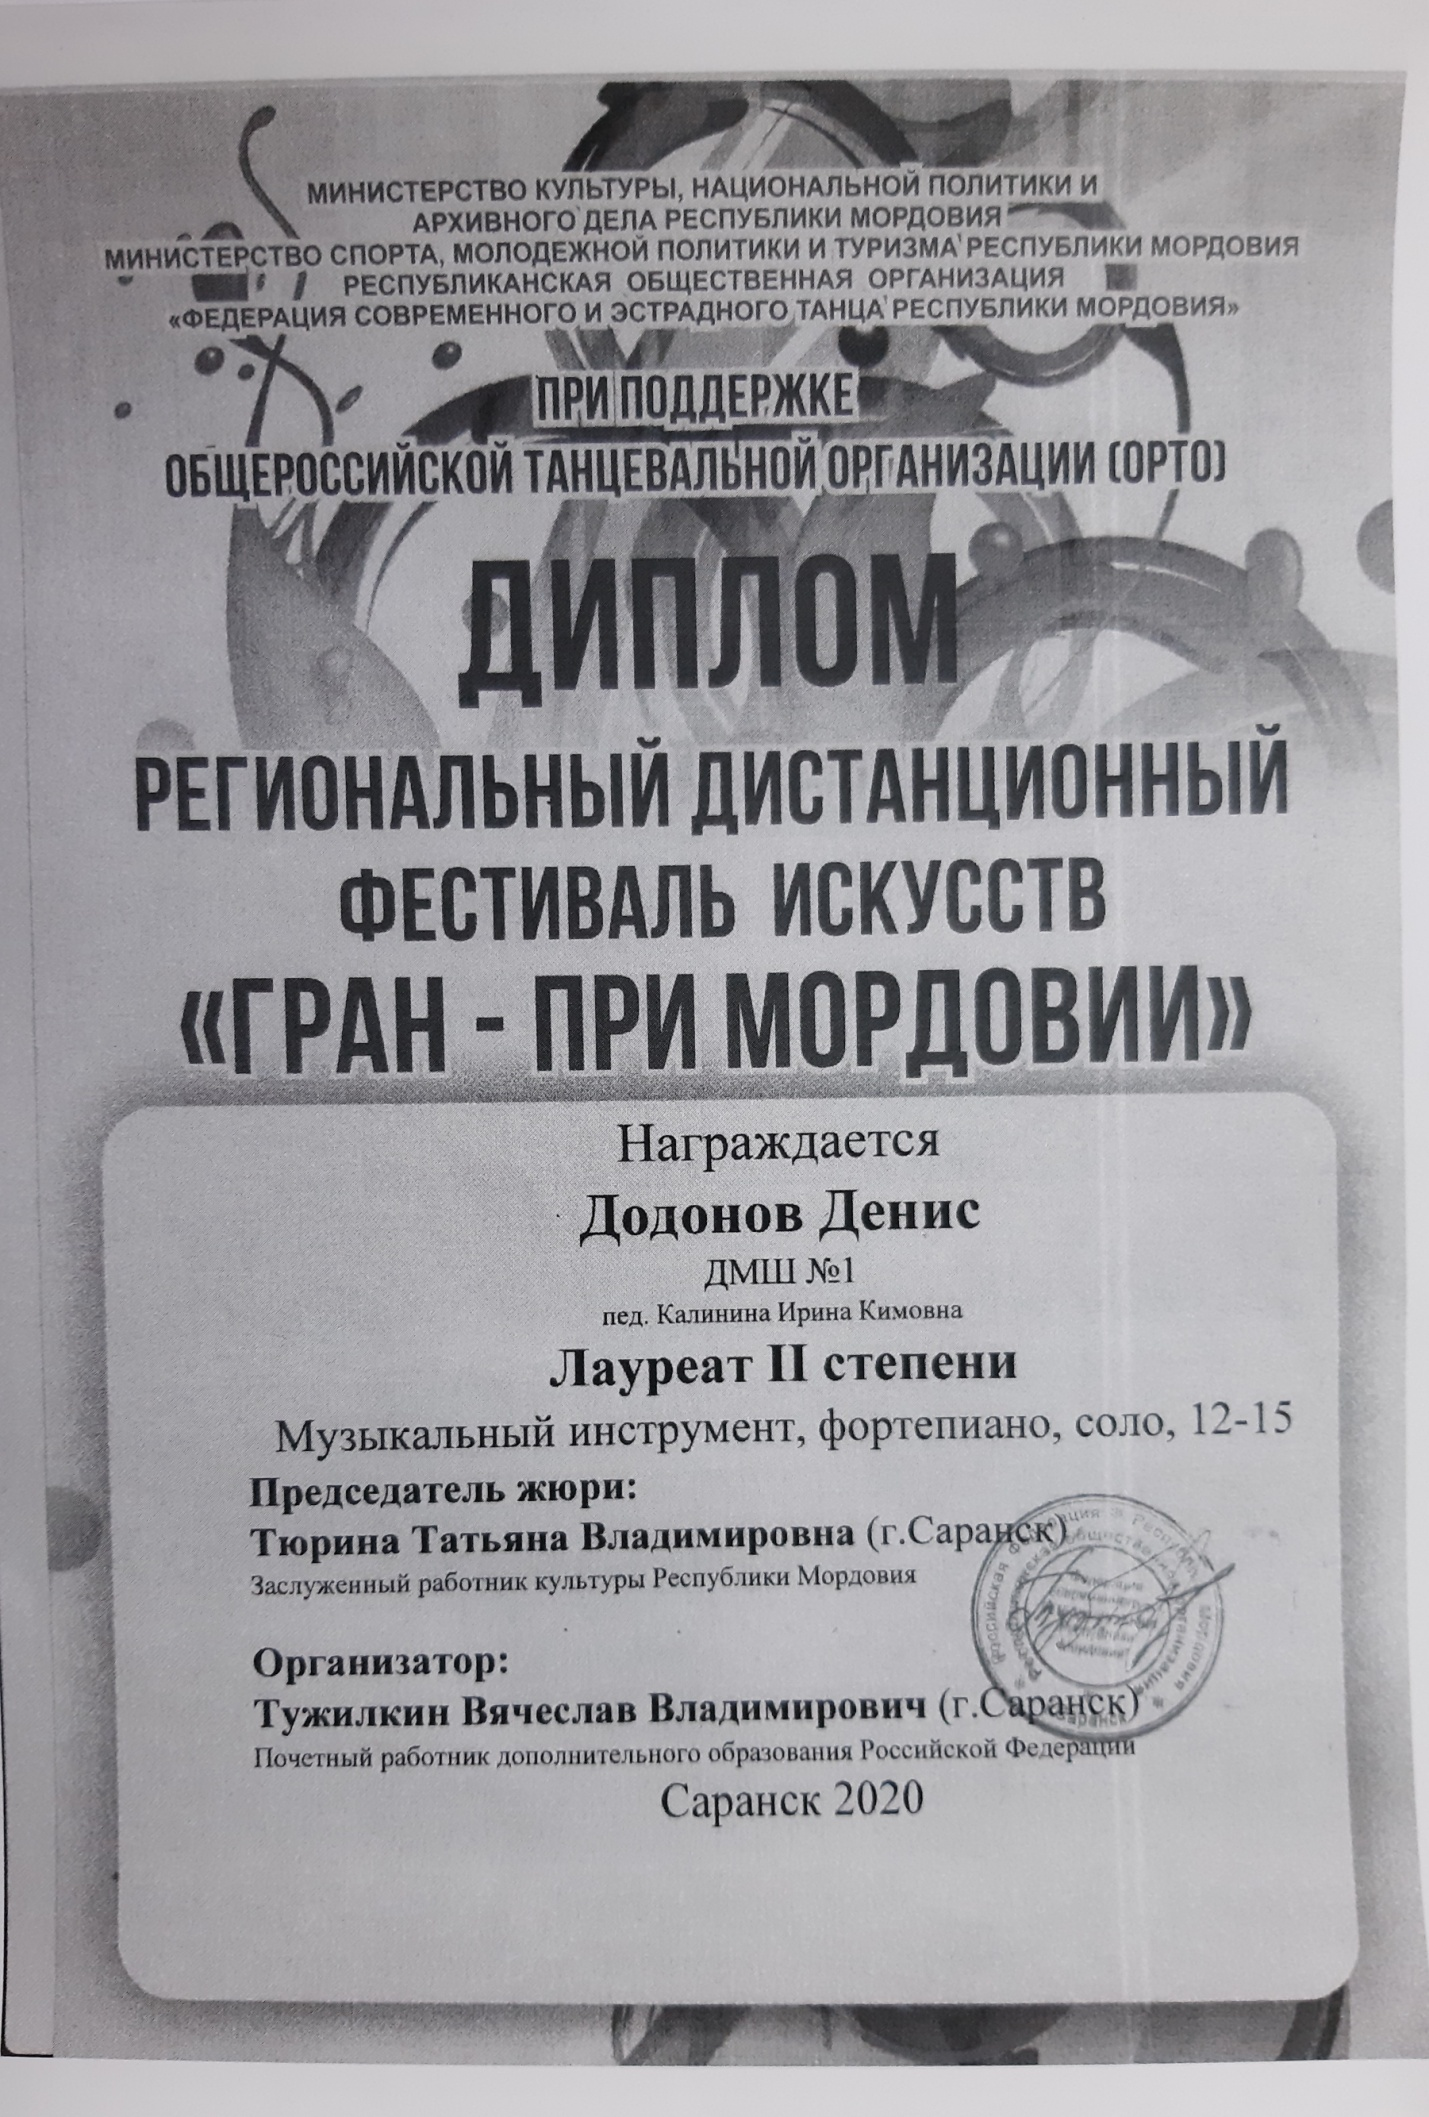 МИНИСТЕРСТВО КУЛЬТУРЫ, НАЦИОНАЛЬНОЙ ПОЛИТИКИ И
АРХИВНОГО ДЕЛА РЕСПУБЛИКИ МОРДОВИЯ
МИНИСТЕРСТВО СПОРТА, МОЛОДЕЖНОЙ ПОЛИТИКИ И ТУРИЗМА РЕСПУБЛИКИ МОРДОВИЯ
РЕСПУБЛИКАНСКАЯ ОБЩЕСТВЕННАЯ ОРГАНИЗАЦИЯ
«ФЕДЕРАЦИЯ СОВРЕМЕННОГО И ЭСТРАДНОГО ТАНЦА РЕСПУБЛИКИ МОРДОВИЯ»
ПРИ ПОДДЕРЖКЕ
ОБЩЕРОССИЙСКОЙ ТАНЦЕВАЛЬНОЙ ОРГАНИЗАЦИИ (ОРТО)
ДИПЛОМ
РЕГИОНАЛЬНЫЙ ДИСТАНЦИОННЫЙ
ФЕСТИВАЛЬ ИСКУССТВ
«ГРАН - ПРИ МОРДОВИИ»
Награждается
Додонов Денис
ДМШ №1
пед. Калинина Ирина Кимовна
Лауреат II степени
Музыкальный инструмент, фортепиано, соло, 12-15
Председатель жюри:
Тюрина Татьяна Владимировна (г.Саранск)
Заслуженный работник культуры Республики Мордовия
Организатор:
Тужилкин Вячеслав Владимирович (г.Саранск)
Почетный работник дополнительного образования Российской Федерации
Саранск 2020